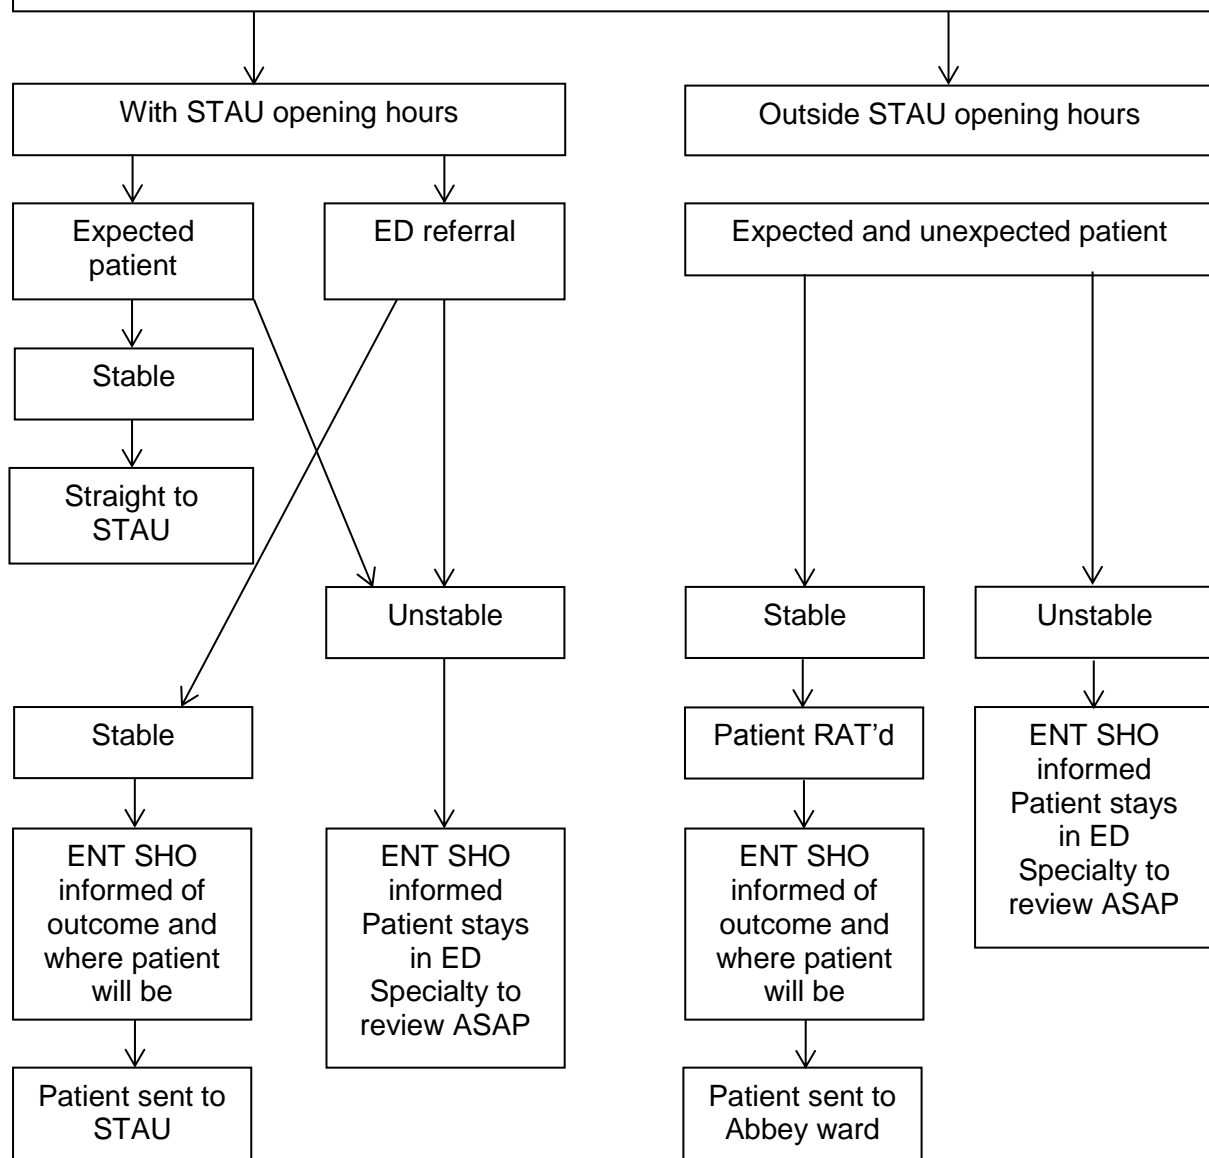 With STAU opening hours
Outside STAU opening hours
Expected
patient
ED referral
Expected and unexpected patient
Stable
Straight to
STAU
Unstable
Stable
Unstable
Stable
Patient RAT’d
ENT SHO
informed
Patient stays
in ED
Specialty to
review ASAP
ENT SHO
informed of
outcome and
where patient
will be
ENT SHO
informed
Patient stays
in ED
Specialty to
review ASAP
ENT SHO
informed of
outcome and
where patient
will be
Patient sent to
STAU
Patient sent to
Abbey ward